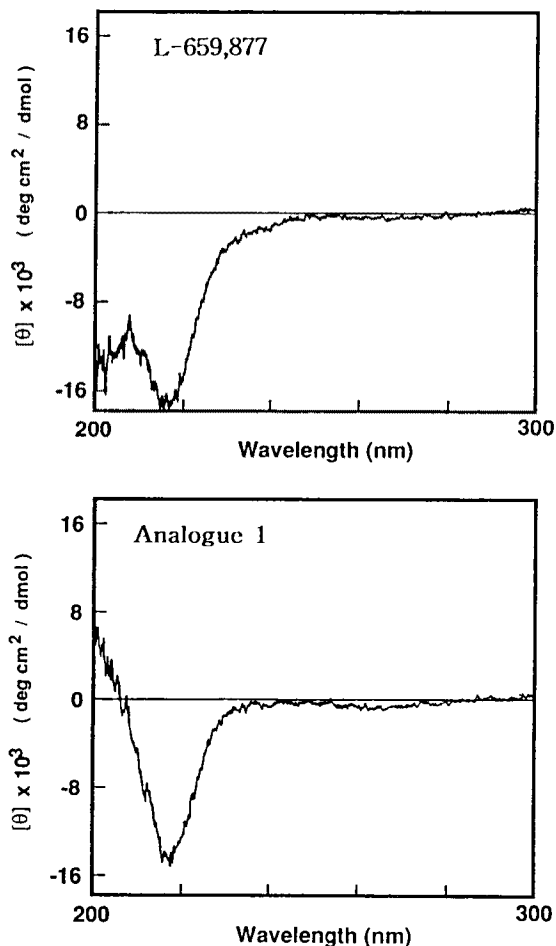 L-659,877
16
8
0
-8
-16
[θ] x 10³ (deg cm² / dmol)
200
300
Wavelength (nm)
Analogue 1
16
8
0
-8
-16
[θ] x 10³ (deg cm² / dmol)
200
300
Wavelength (nm)